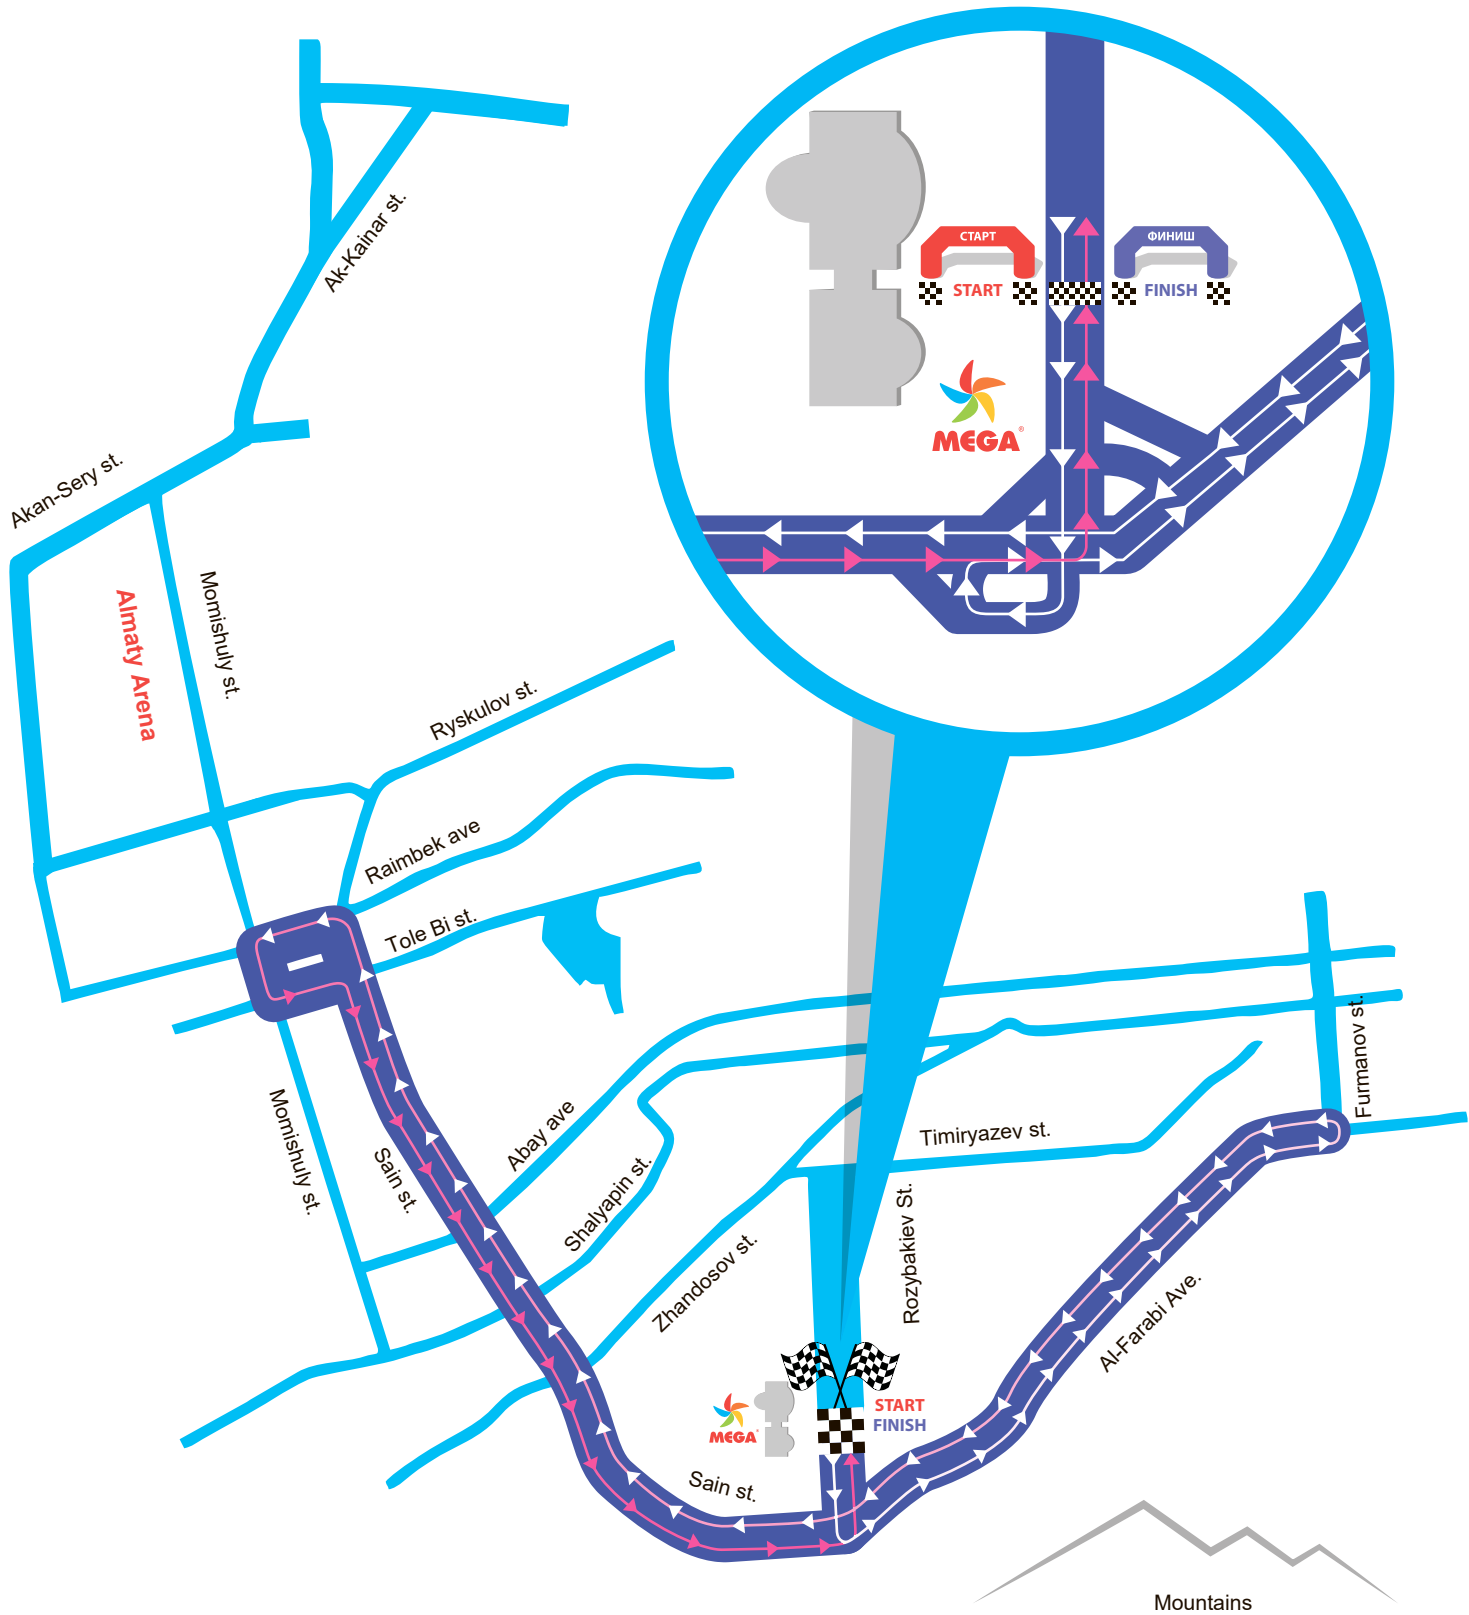 Ak-Kainar st.
СТАРТ
ФИНИШ
START
FINISH
MEGA®
Akan-Sery st.
Almaty Arena
Momishuly st.
Ryskulov st.
Raimbek ave
Tole Bi st.
Furmanov st.
Momishuly st.
Sain st.
Abay ave
Shalyapin st.
Timiryazev st.
Zhandosov st.
Rozybakiev St.
Al-Farabi Ave.
MEGA®
START
FINISH
Sain st.
Mountains